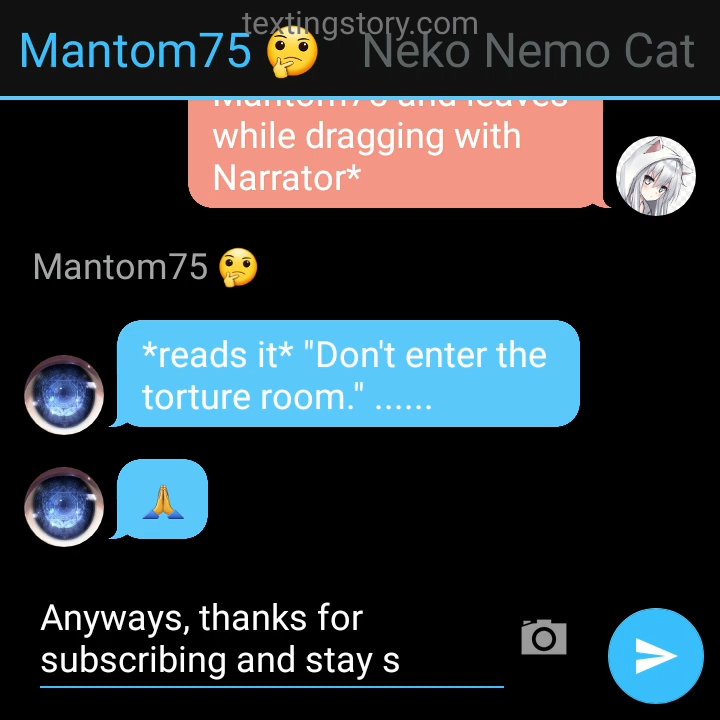 textingstory.com
Mantom75 🤔 Neko Nemo Cat
Mantom75 and leaves
while dragging with
Narrator*
Mantom75 🤔
*reads it* "Don't enter the
torture room." ......
🙏
Anyways, thanks for
subscribing and stay s